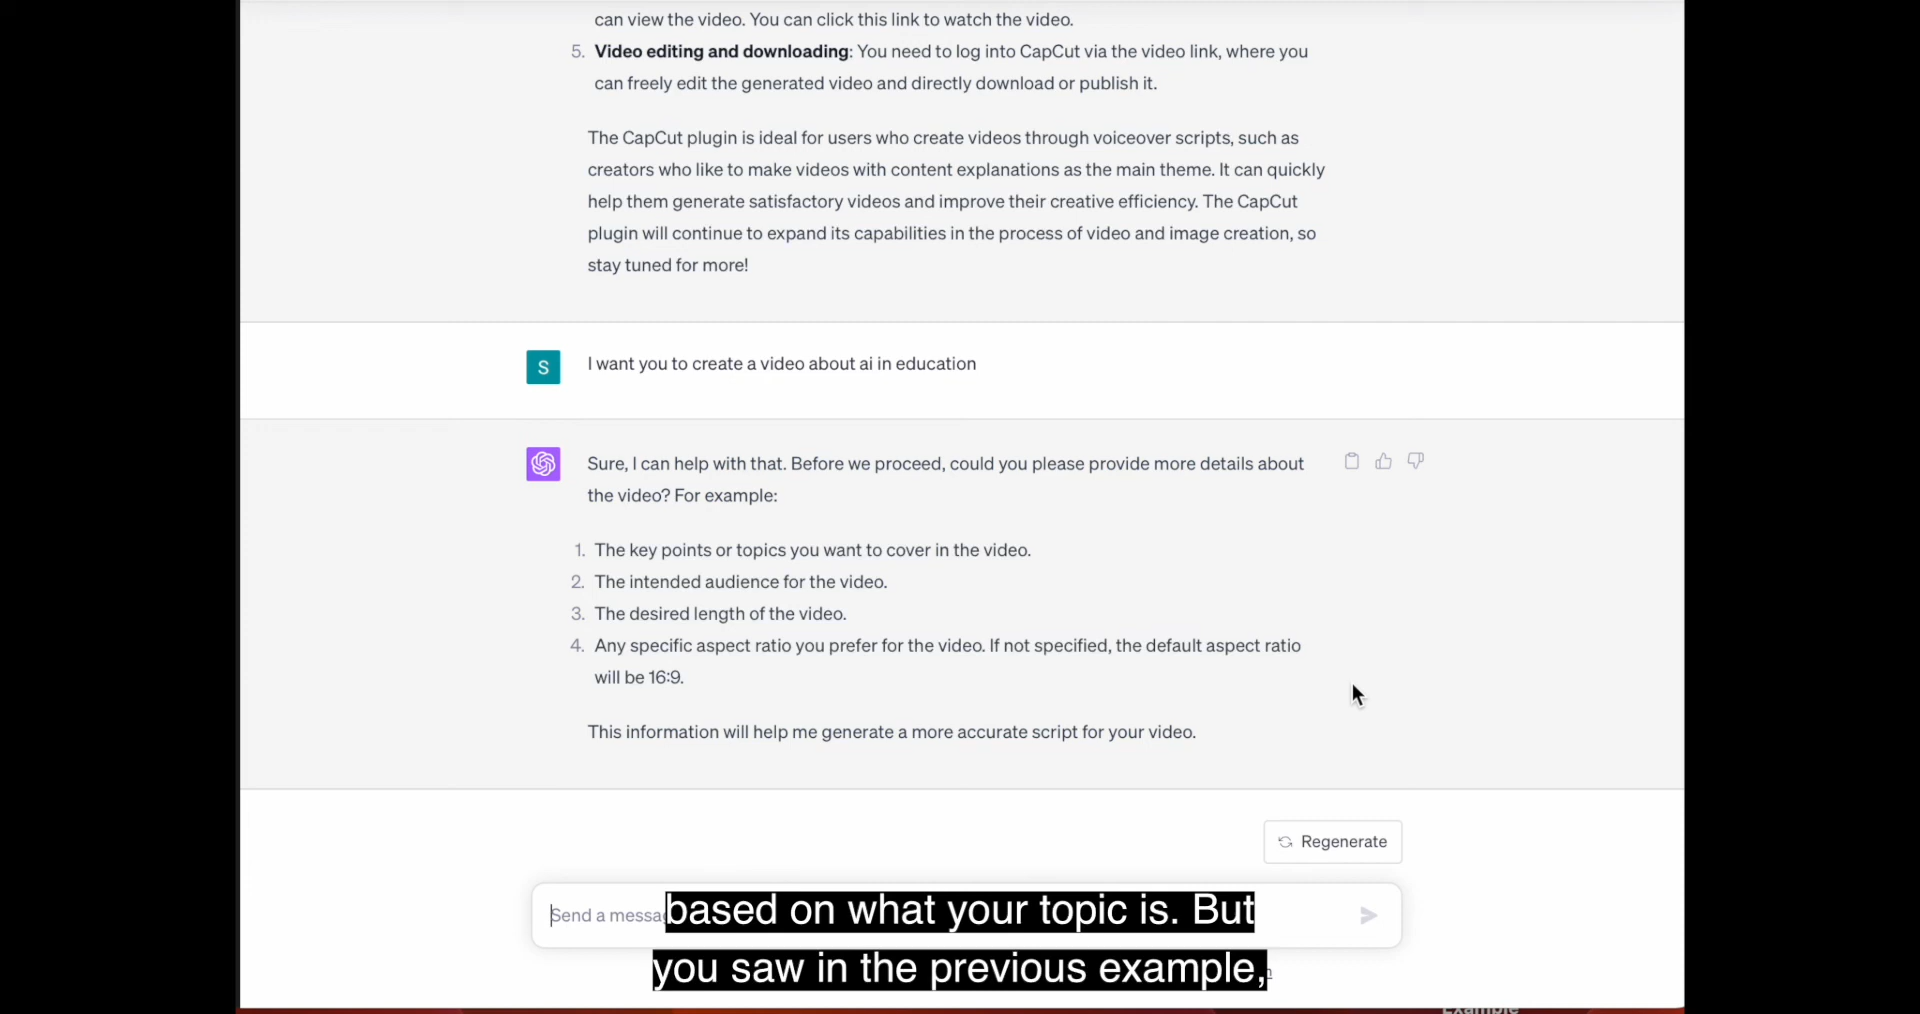 can view the video. You can click this link to watch the video.
5. Video editing and downloading: You need to log into CapCut via the video link, where you
can freely edit the generated video and directly download or publish it.
The CapCut plugin is ideal for users who create videos through voiceover scripts, such as
creators who like to make videos with content explanations as the main theme. It can quickly
help them generate satisfactory videos and improve their creative efficiency. The CapCut
plugin will continue to expand its capabilities in the process of video and image creation, so
stay tuned for more!
S
I want you to create a video about ai in education
Sure, I can help with that. Before we proceed, could you please provide more details about
the video? For example:
1. The key points or topics you want to cover in the video.
2. The intended audience for the video.
3. The desired length of the video.
4. Any specific aspect ratio you prefer for the video. If not specified, the default aspect ratio
will be 16:9.
This information will help me generate a more accurate script for your video.
Regenerate
Send a
based on what your topic is. But
you saw in the previous example,
Example